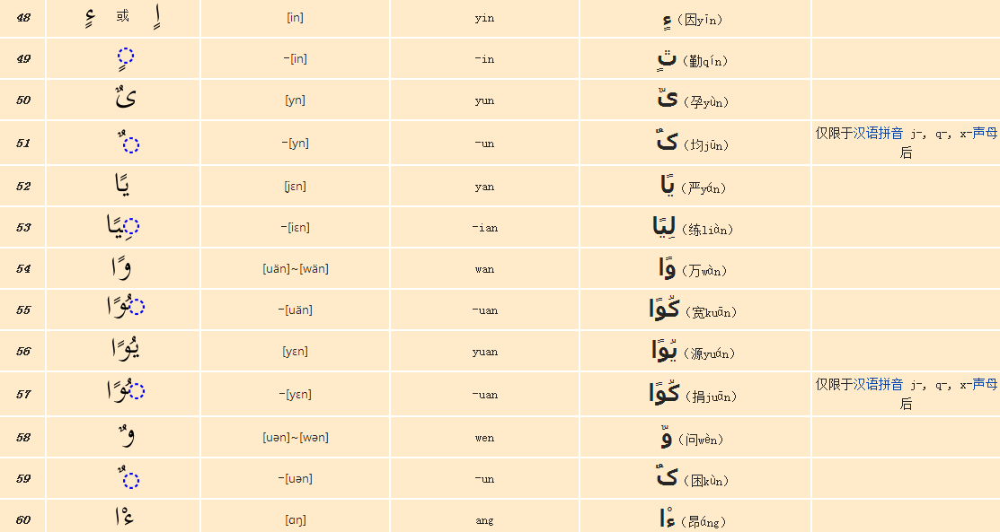 48 ءٍ 或 اٍ [in] yin ءٍ (因yīn)
49 ◌ٍ -[in] -in ٿٍ (勤qín)
50 ىٌ [yn] yun ىٌ (孕yùn)
51 ◌ٌ -[yn] -un کٌ (均jūn) 仅限于汉语拼音 j-, q-, x-声母
后
52 يًا [jɛn] yan يًا (严yán)
53 ◌ِيًا -[iɛn] -ian لِيًا (练liàn)
54 وًا [uän]~[wän] wan وًا (万wàn)
55 ◌ُوًا -[uän] -uan کُوًا (宽kuān)
56 يُوًا [yɛn] yuan يُوًا (源yuán)
57 ◌ُوًا -[yɛn] -uan کُوًا (捐juān) 仅限于汉语拼音 j-, q-, x-声母
后
58 وٌ [uən]~[wən] wen وٌ (问wèn)
59 ◌ٌ -[uən] -un کٌ (困kùn)
60 ءْا [ɑŋ] ang ءْا (昂áng)